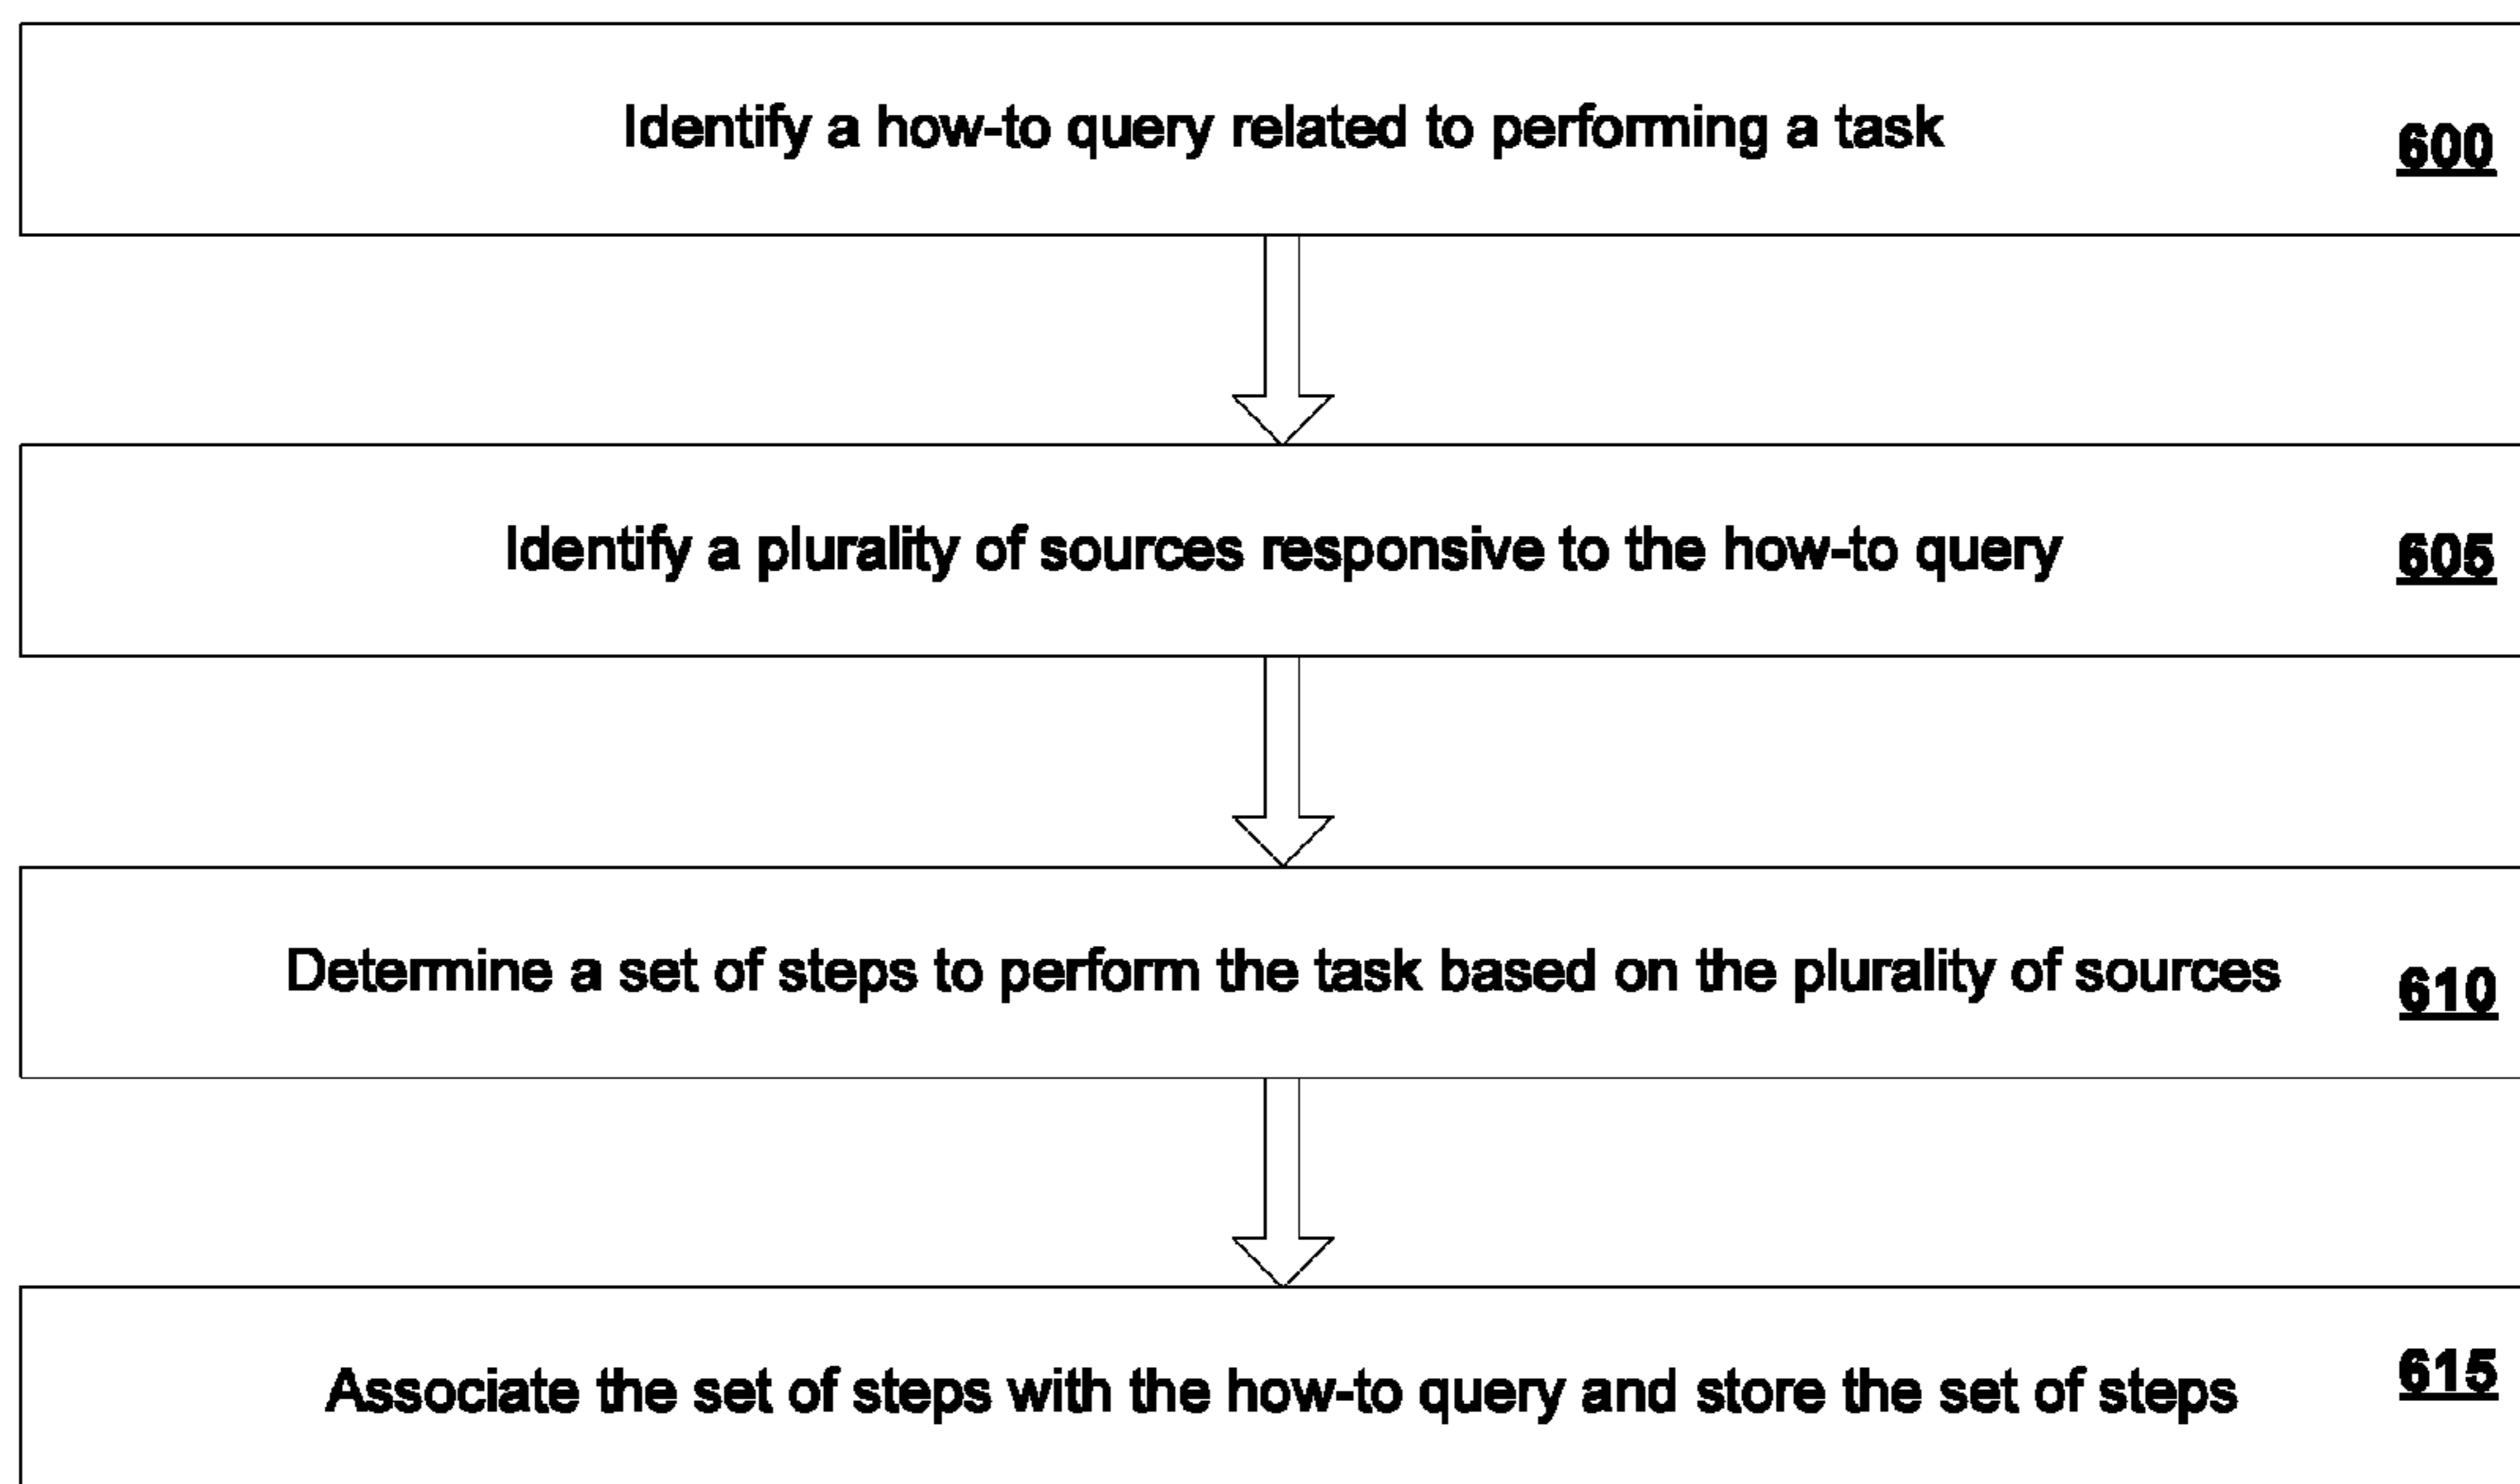 Identify a how-to query related to performing a task
600
Identify a plurality of sources responsive to the how-to query
605
Determine a set of steps to perform the task based on the plurality of sources
610
Associate the set of steps with the how-to query and store the set of steps
615